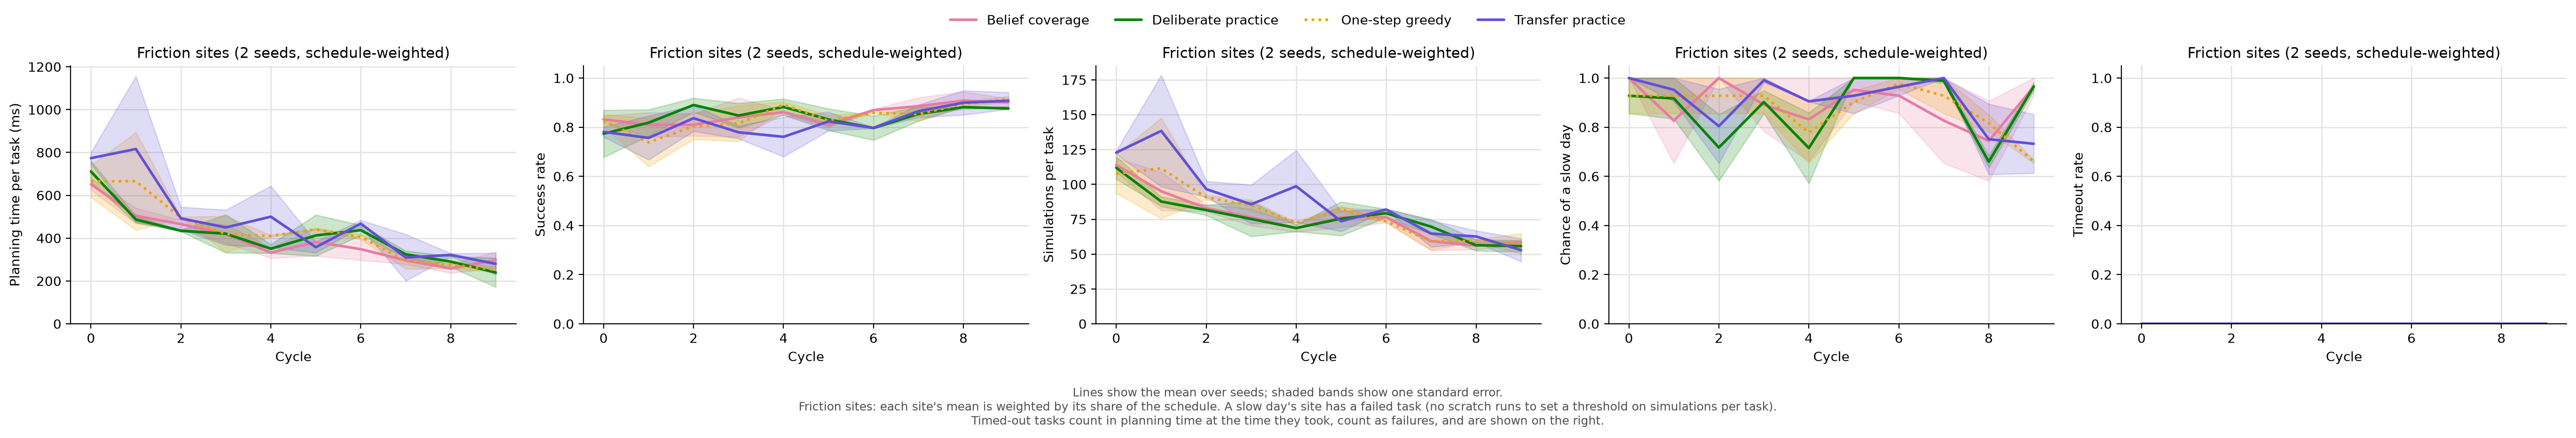 Belief coverage
Deliberate practice
One-step greedy
Transfer practice
Friction sites (2 seeds, schedule-weighted)
Planning time per task (ms)
1200
1000
800
600
400
200
0
0 2 4 6 8
Cycle
Friction sites (2 seeds, schedule-weighted)
Success rate
1.0
0.8
0.6
0.4
0.2
0.0
0 2 4 6 8
Cycle
Friction sites (2 seeds, schedule-weighted)
Simulations per task
175
150
125
100
75
50
25
0
0 2 4 6 8
Cycle
Friction sites (2 seeds, schedule-weighted)
Chance of a slow day
1.0
0.8
0.6
0.4
0.2
0.0
0 2 4 6 8
Cycle
Friction sites (2 seeds, schedule-weighted)
Timeout rate
1.0
0.8
0.6
0.4
0.2
0.0
0 2 4 6 8
Cycle
Lines show the mean over seeds; shaded bands show one standard error.
Friction sites: each site's mean is weighted by its share of the schedule. A slow day's site has a failed task (no scratch runs to set a threshold on simulations per task).
Timed-out tasks count in planning time at the time they took, count as failures, and are shown on the right.